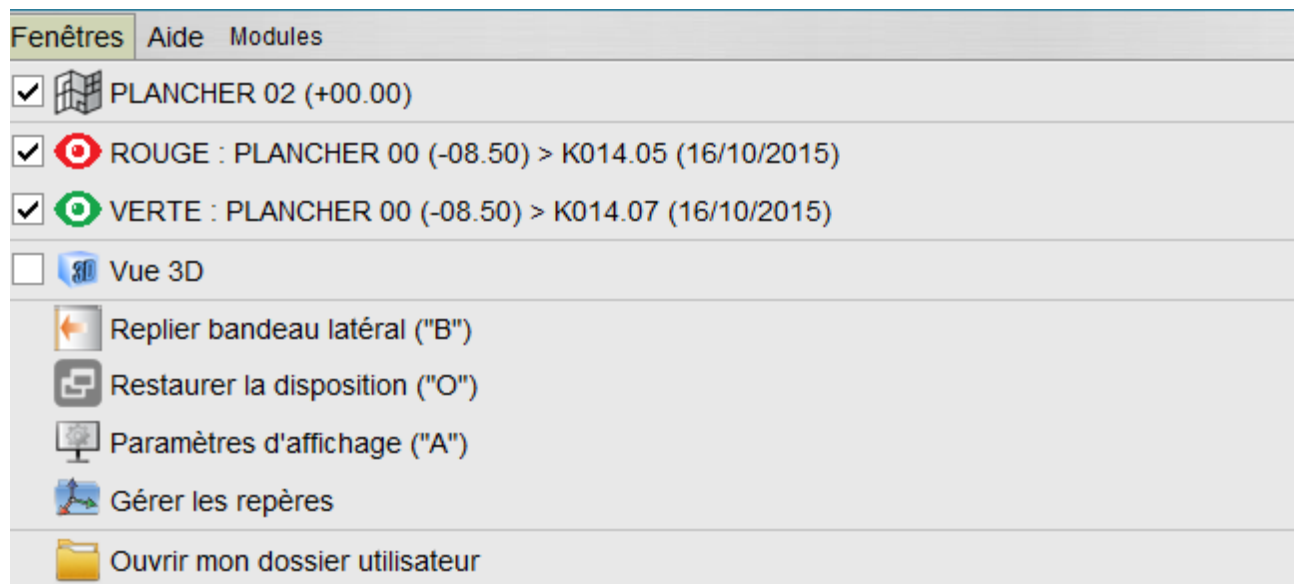 Fenêtres Aide Modules
PLANCHER 02 (+00.00)
ROUGE : PLANCHER 00 (-08.50) > K014.05 (16/10/2015)
VERTE : PLANCHER 00 (-08.50) > K014.07 (16/10/2015)
3D Vue 3D
Replier bandeau latéral ("B")
Restaurer la disposition ("O")
Paramètres d'affichage ("A")
Gérer les repères
Ouvrir mon dossier utilisateur